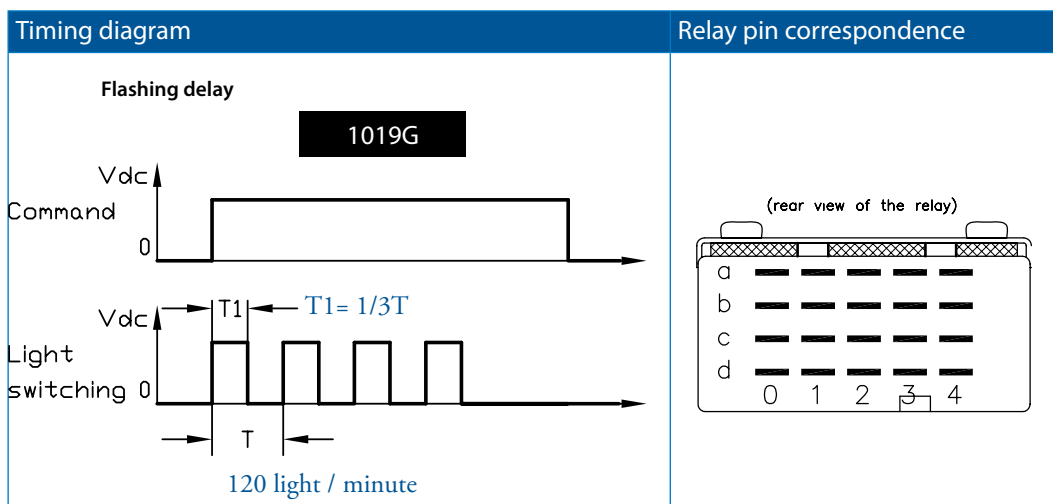 Timing diagram
Relay pin correspondence
Flashing delay
1019G
Vdc
Command
0
T1
T1= 1/3T
Vdc
Light
switching 0
T
120 light / minute
(rear view of the relay)
a
b
c
d
0 1 2 3 4